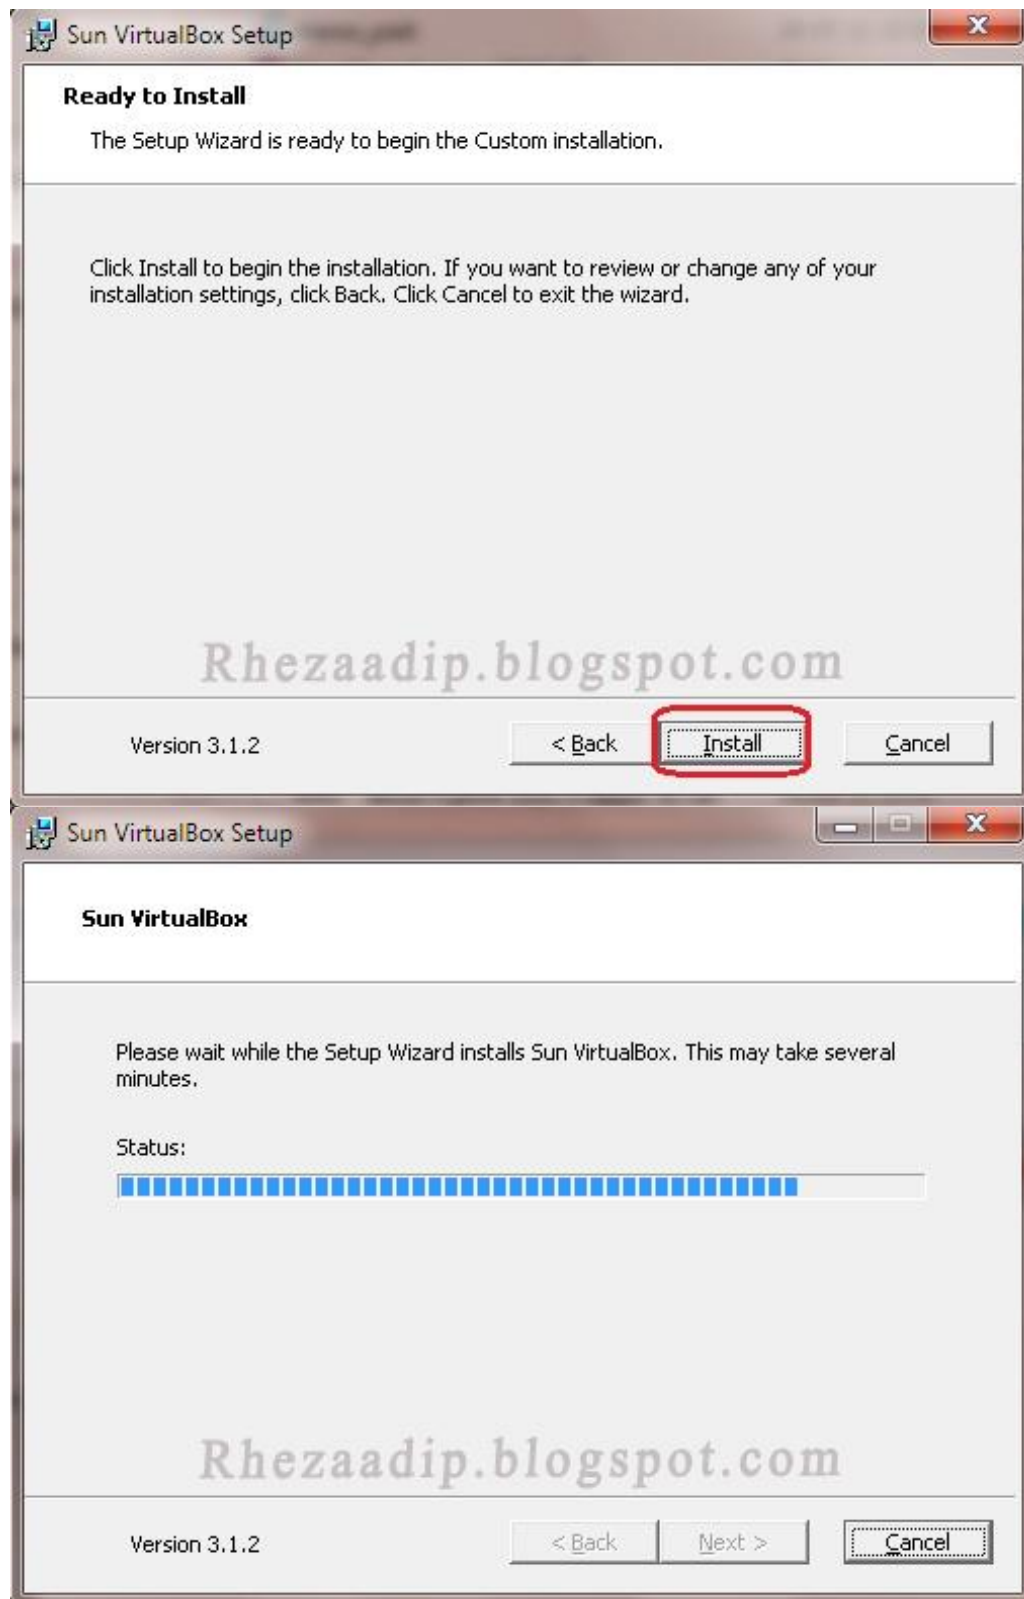 Sun VirtualBox Setup
Ready to Install
The Setup Wizard is ready to begin the Custom installation.
Click Install to begin the installation. If you want to review or change any of your
installation settings, click Back. Click Cancel to exit the wizard.
Rhezaadip.blogspot.com
Version 3.1.2
< Back
Install
Cancel
Sun VirtualBox Setup
Sun VirtualBox
Please wait while the Setup Wizard installs Sun VirtualBox. This may take several
minutes.
Status:
Rhezaadip.blogspot.com
Version 3.1.2
< Back
Next >
Cancel